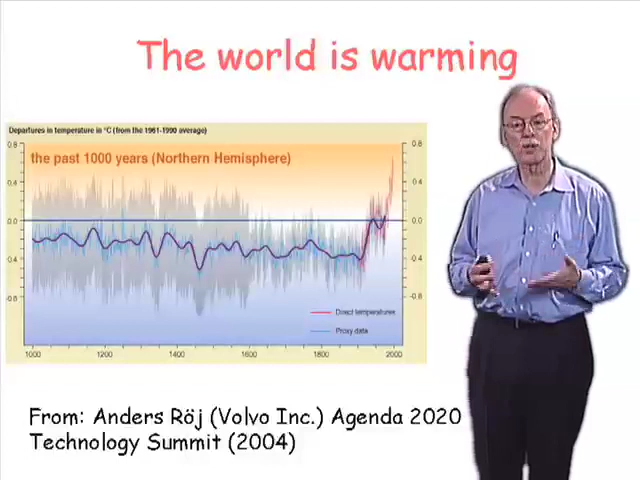 The world is warming
Departures in temperature in °C (from the 1961-1990 average)
the past 1000 years (Northern Hemisphere)
0.8
0.8
0.4
0.4
0.0
0.0
0.4
-0.4
0.8
-0.8
Direct temperatures
Proxy data
1000 1200 1400 1600 1800 2000
From: Anders Röj (Volvo Inc.) Agenda 2020
Technology Summit (2004)